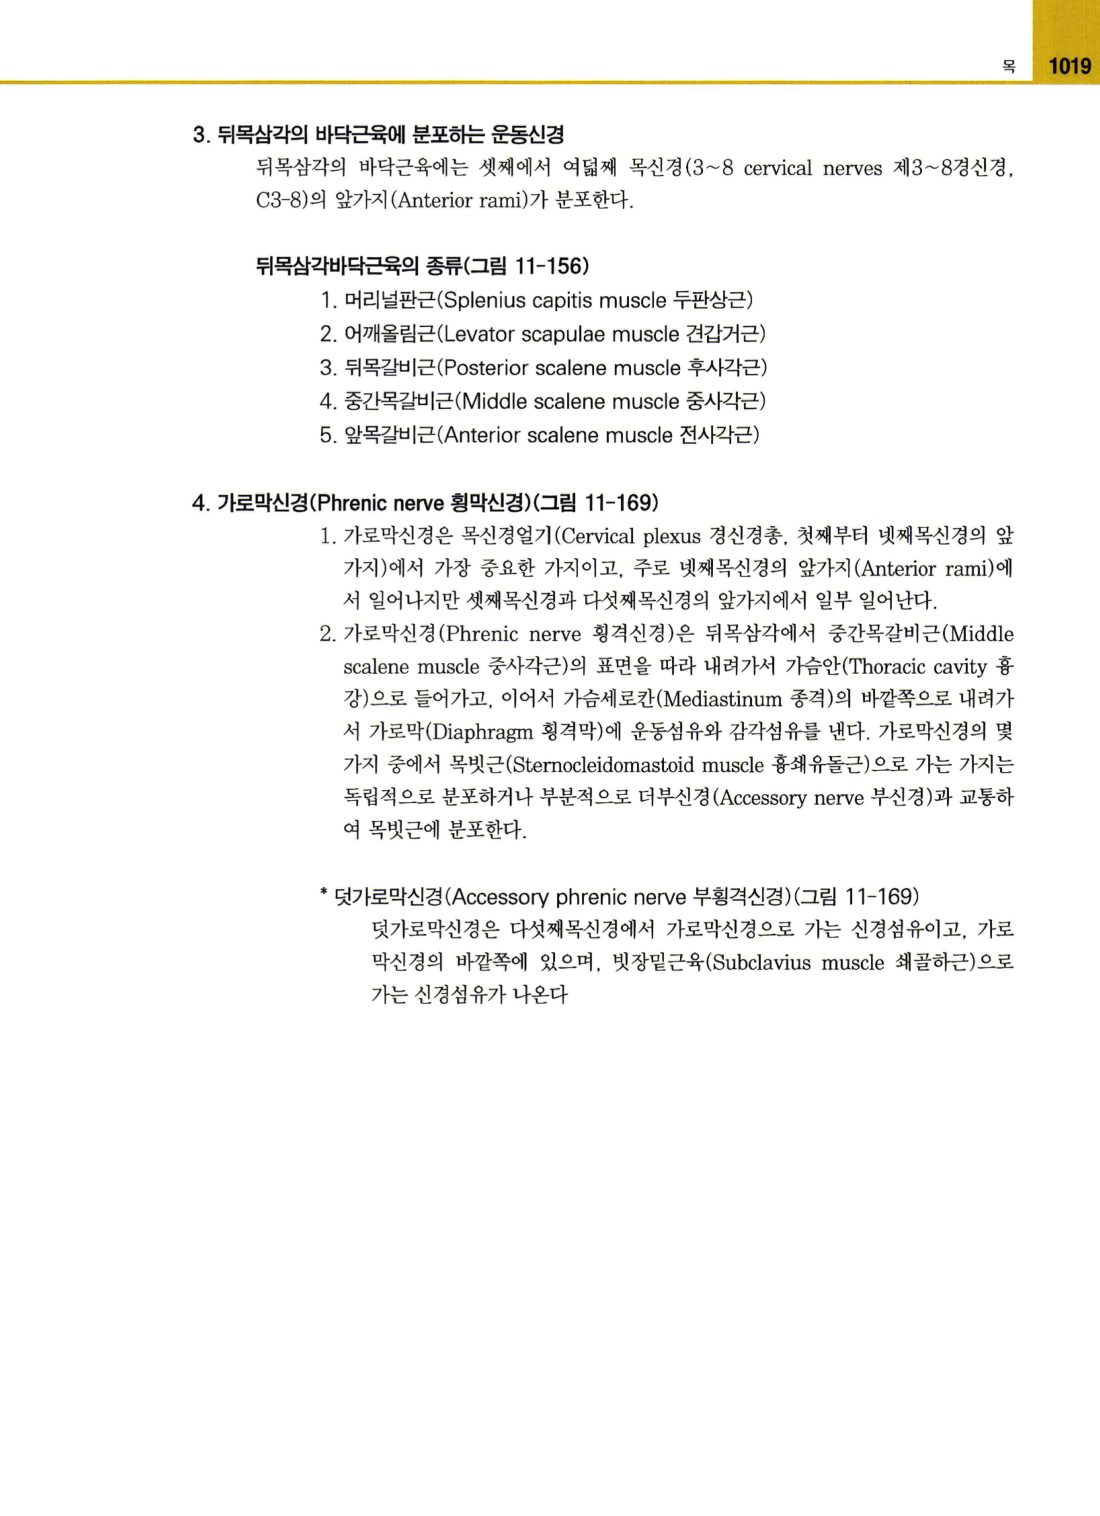 목 1019
3. 뒤목삼각의 바닥근육에 분포하는 운동신경
뒤목삼각의 바닥근육에는 셋째에서 여덟째 목신경(3~8 cervical nerves 제3~8경신경,
C3-8)의 앞가지(Anterior rami)가 분포한다.
뒤목삼각바닥근육의 종류(그림 11-156)
1. 머리널판근(Splenius capitis muscle 두판상근)
2. 어깨올림근(Levator scapulae muscle 견갑거근)
3. 뒤목갈비근(Posterior scalene muscle 후사각근)
4. 중간목갈비근(Middle scalene muscle 중사각근)
5. 앞목갈비근(Anterior scalene muscle 전사각근)
4. 가로막신경(Phrenic nerve 횡막신경)(그림 11-169)
1. 가로막신경은 목신경얼기(Cervical plexus 경신경총, 첫째부터 넷째목신경의 앞
가지)에서 가장 중요한 가지이고, 주로 넷째목신경의 앞가지(Anterior rami)에
서 일어나지만 셋째목신경과 다섯째목신경의 앞가지에서 일부 일어난다.
2. 가로막신경(Phrenic nerve 횡격신경)은 뒤목삼각에서 중간목갈비근(Middle
scalene muscle 중사각근)의 표면을 따라 내려가서 가슴안(Thoracic cavity 흉
강)으로 들어가고, 이어서 가슴세로칸(Mediastinum 종격)의 바깥쪽으로 내려가
서 가로막(Diaphragm 횡격막)에 운동섬유와 감각섬유를 낸다. 가로막신경의 몇
가지 중에서 목빗근(Sternocleidomastoid muscle 흉쇄유돌근)으로 가는 가지는
독립적으로 분포하거나 부분적으로 더부신경(Accessory nerve 부신경)과 교통하
여 목빗근에 분포한다.
* 덧가로막신경(Accessory phrenic nerve 부횡격신경)(그림 11-169)
덧가로막신경은 다섯째목신경에서 가로막신경으로 가는 신경섬유이고, 가로
막신경의 바깥쪽에 있으며, 빗장밑근육(Subclavius muscle 쇄골하근)으로
가는 신경섬유가 나온다